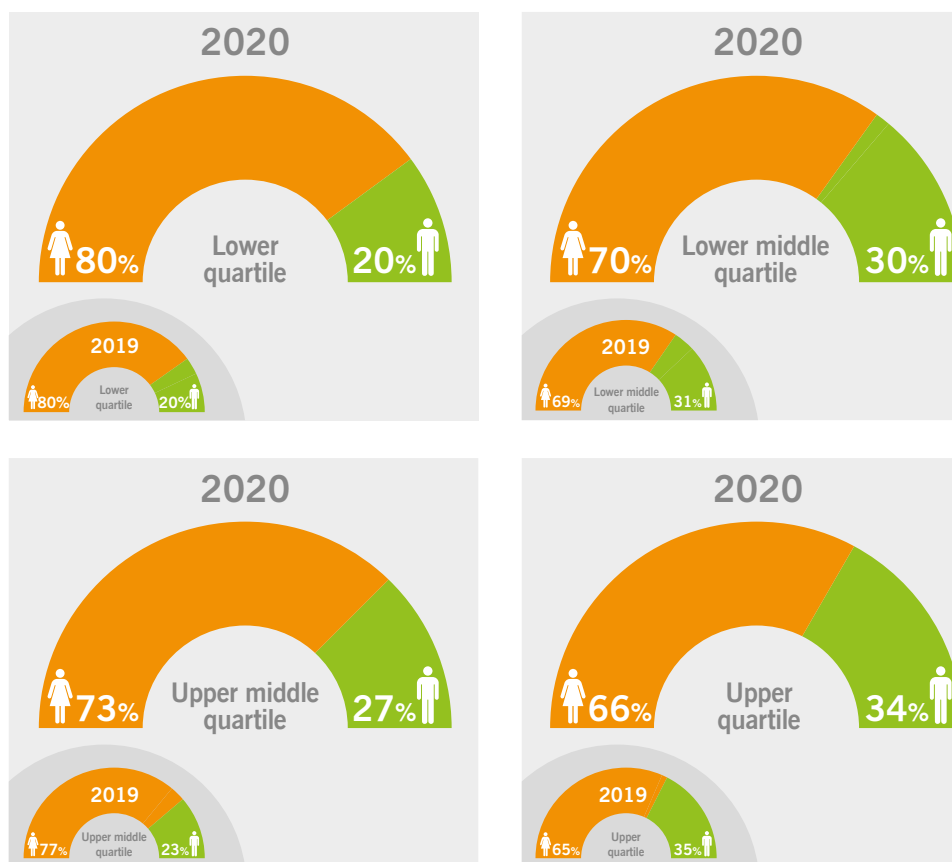 2020
80%
Lower
quartile
20%
2019
80%
Lower
quartile
20%
2020
70%
Lower middle
quartile
30%
2019
69%
Lower middle
quartile
31%
2020
73%
Upper middle
quartile
27%
2019
77%
Upper middle
quartile
23%
2020
66%
Upper
quartile
34%
2019
65%
Upper
quartile
35%